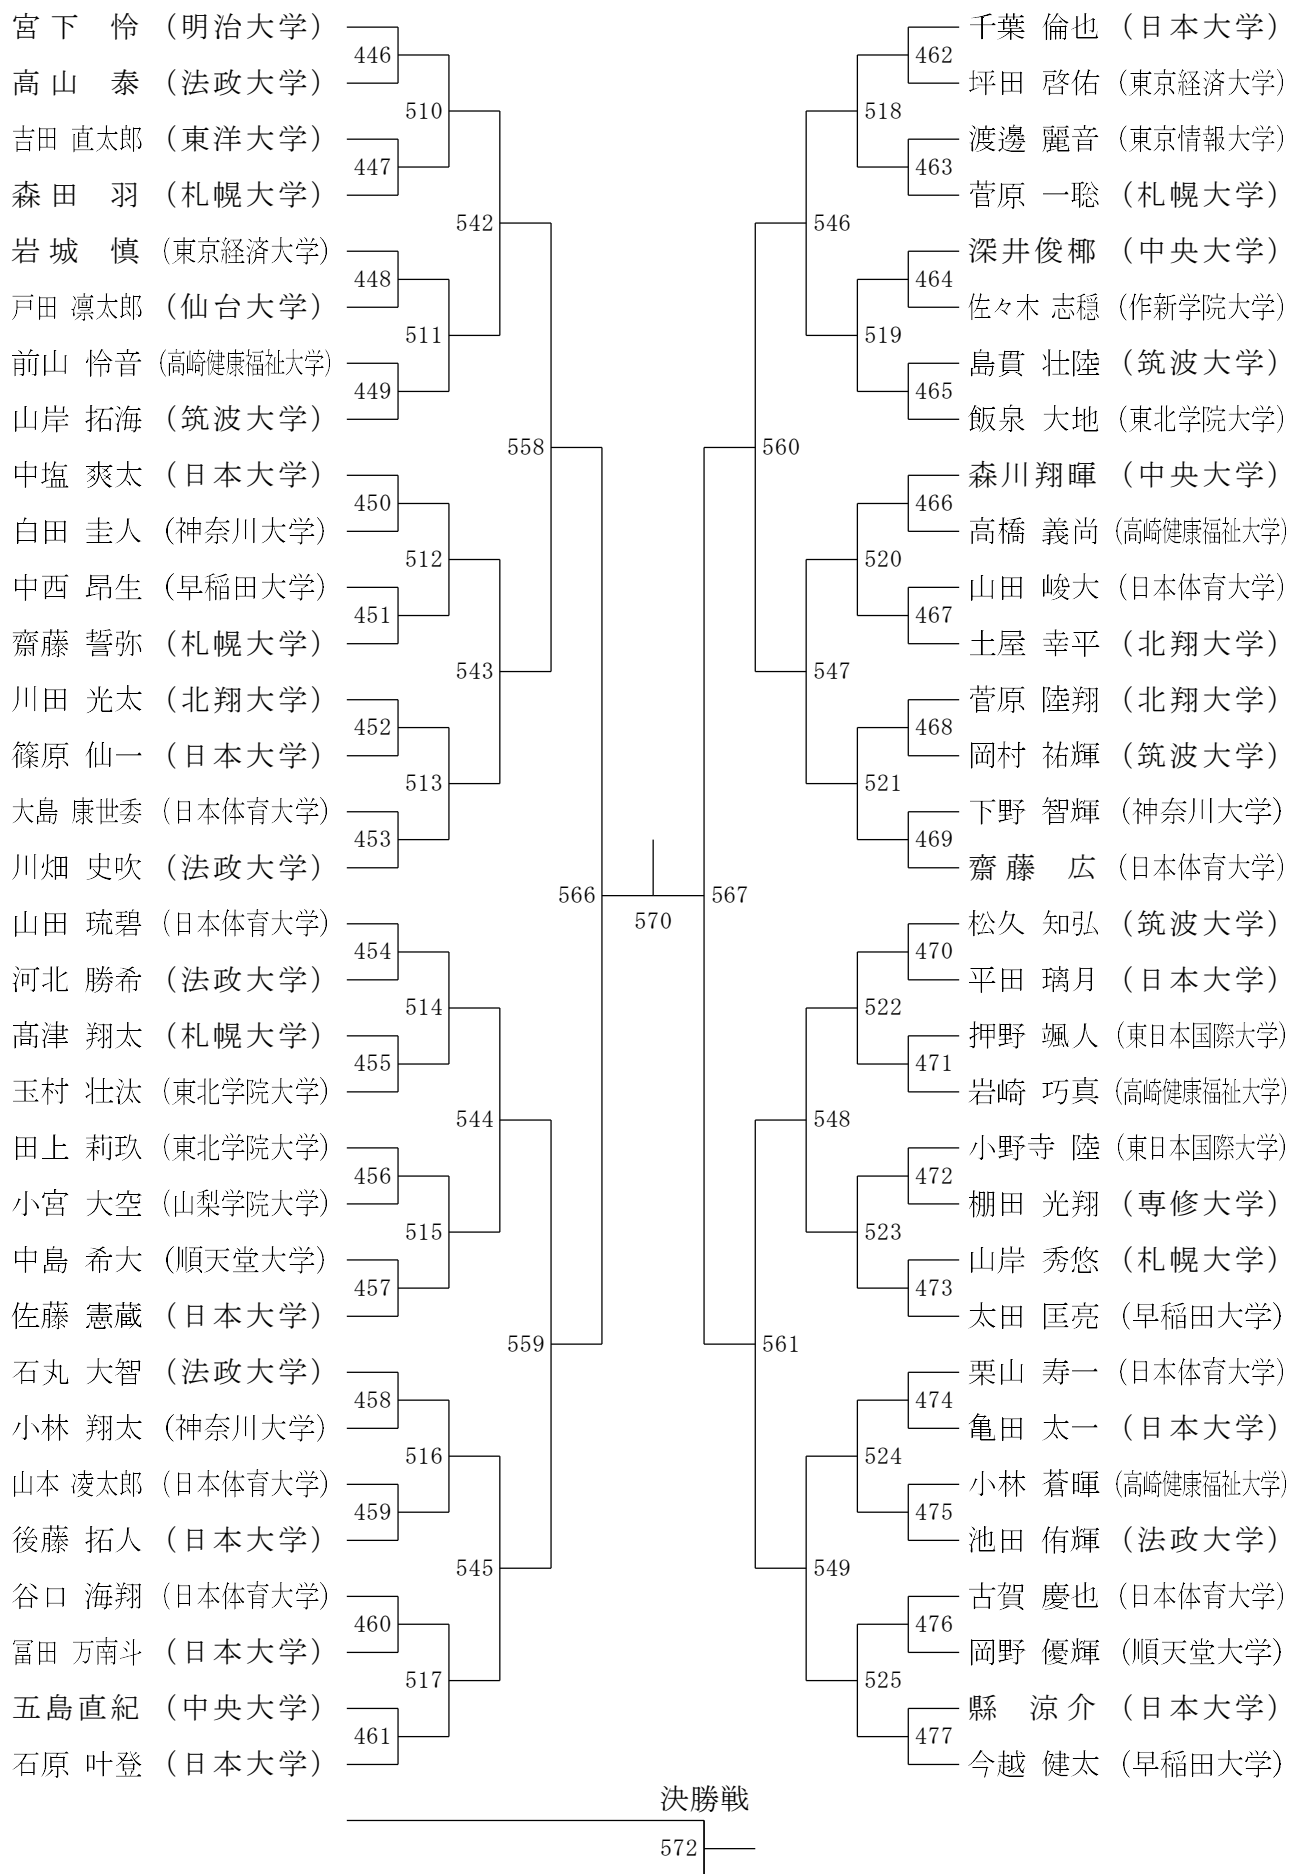 宮下 怜 (明治大学)
446
高山 泰 (法政大学)
510
吉田 直太郎 (東洋大学)
447
森田 羽 (札幌大学)
542
岩城 慎 (東京経済大学)
448
戸田 凛太郎 (仙台大学)
511
前山 怜音 (高崎健康福祉大学)
449
山岸 拓海 (筑波大学)
558
中塩 爽太 (日本大学)
450
白田 圭人 (神奈川大学)
512
中西 昂生 (早稲田大学)
451
齋藤 誓弥 (札幌大学)
543
川田 光太 (北翔大学)
452
篠原 仙一 (日本大学)
513
大島 康世委 (日本体育大学)
453
川畑 史吹 (法政大学)
566
山田 琉碧 (日本体育大学)
454
河北 勝希 (法政大学)
514
髙津 翔太 (札幌大学)
455
玉村 壮汰 (東北学院大学)
544
田上 莉玖 (東北学院大学)
456
小宮 大空 (山梨学院大学)
515
中島 希大 (順天堂大学)
457
佐藤 憲蔵 (日本大学)
559
石丸 大智 (法政大学)
458
小林 翔太 (神奈川大学)
516
山本 凌太郎 (日本体育大学)
459
後藤 拓人 (日本大学)
545
谷口 海翔 (日本体育大学)
460
冨田 万南斗 (日本大学)
517
五島直紀 (中央大学)
461
石原 叶登 (日本大学)
570
千葉 倫也 (日本大学)
462
坪田 啓佑 (東京経済大学)
518
渡邊 麗音 (東京情報大学)
463
菅原 一聡 (札幌大学)
546
深井俊椰 (中央大学)
464
佐々木 志穏 (作新学院大学)
519
島貫 壮陸 (筑波大学)
465
飯泉 大地 (東北学院大学)
560
森川翔暉 (中央大学)
466
高橋 義尚 (高崎健康福祉大学)
520
山田 峻大 (日本体育大学)
467
土屋 幸平 (北翔大学)
547
菅原 陸翔 (北翔大学)
468
岡村 祐輝 (筑波大学)
521
下野 智輝 (神奈川大学)
469
齋藤 広 (日本体育大学)
567
松久 知弘 (筑波大学)
470
平田 璃月 (日本大学)
522
押野 颯人 (東日本国際大学)
471
岩崎 巧真 (高崎健康福祉大学)
548
小野寺 陸 (東日本国際大学)
472
棚田 光翔 (専修大学)
523
山岸 秀悠 (札幌大学)
473
太田 匡亮 (早稲田大学)
561
栗山 寿一 (日本体育大学)
474
亀田 太一 (日本大学)
524
小林 蒼暉 (高崎健康福祉大学)
475
池田 侑輝 (法政大学)
549
古賀 慶也 (日本体育大学)
476
岡野 優輝 (順天堂大学)
525
縣 涼介 (日本大学)
477
今越 健太 (早稲田大学)
決勝戦
572